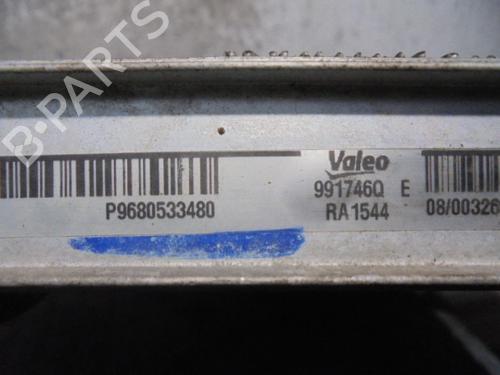 B-PARTS
Valeo
P9680533480
991746Q E
RA1544
08/00326